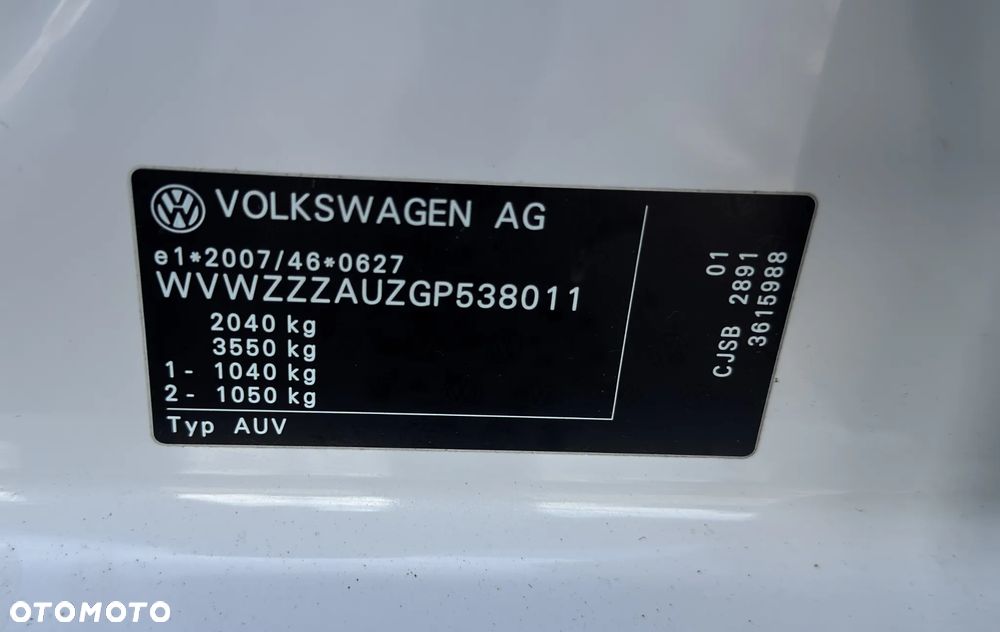 VOLKSWAGEN AG
e1*2007/46*0627
WVWZZZAUZGP538011
2040 kg
3550 kg
1- 1040 kg
2- 1050 kg
Typ AUV
01
CJSB 2891
3615988
OTOMOTO